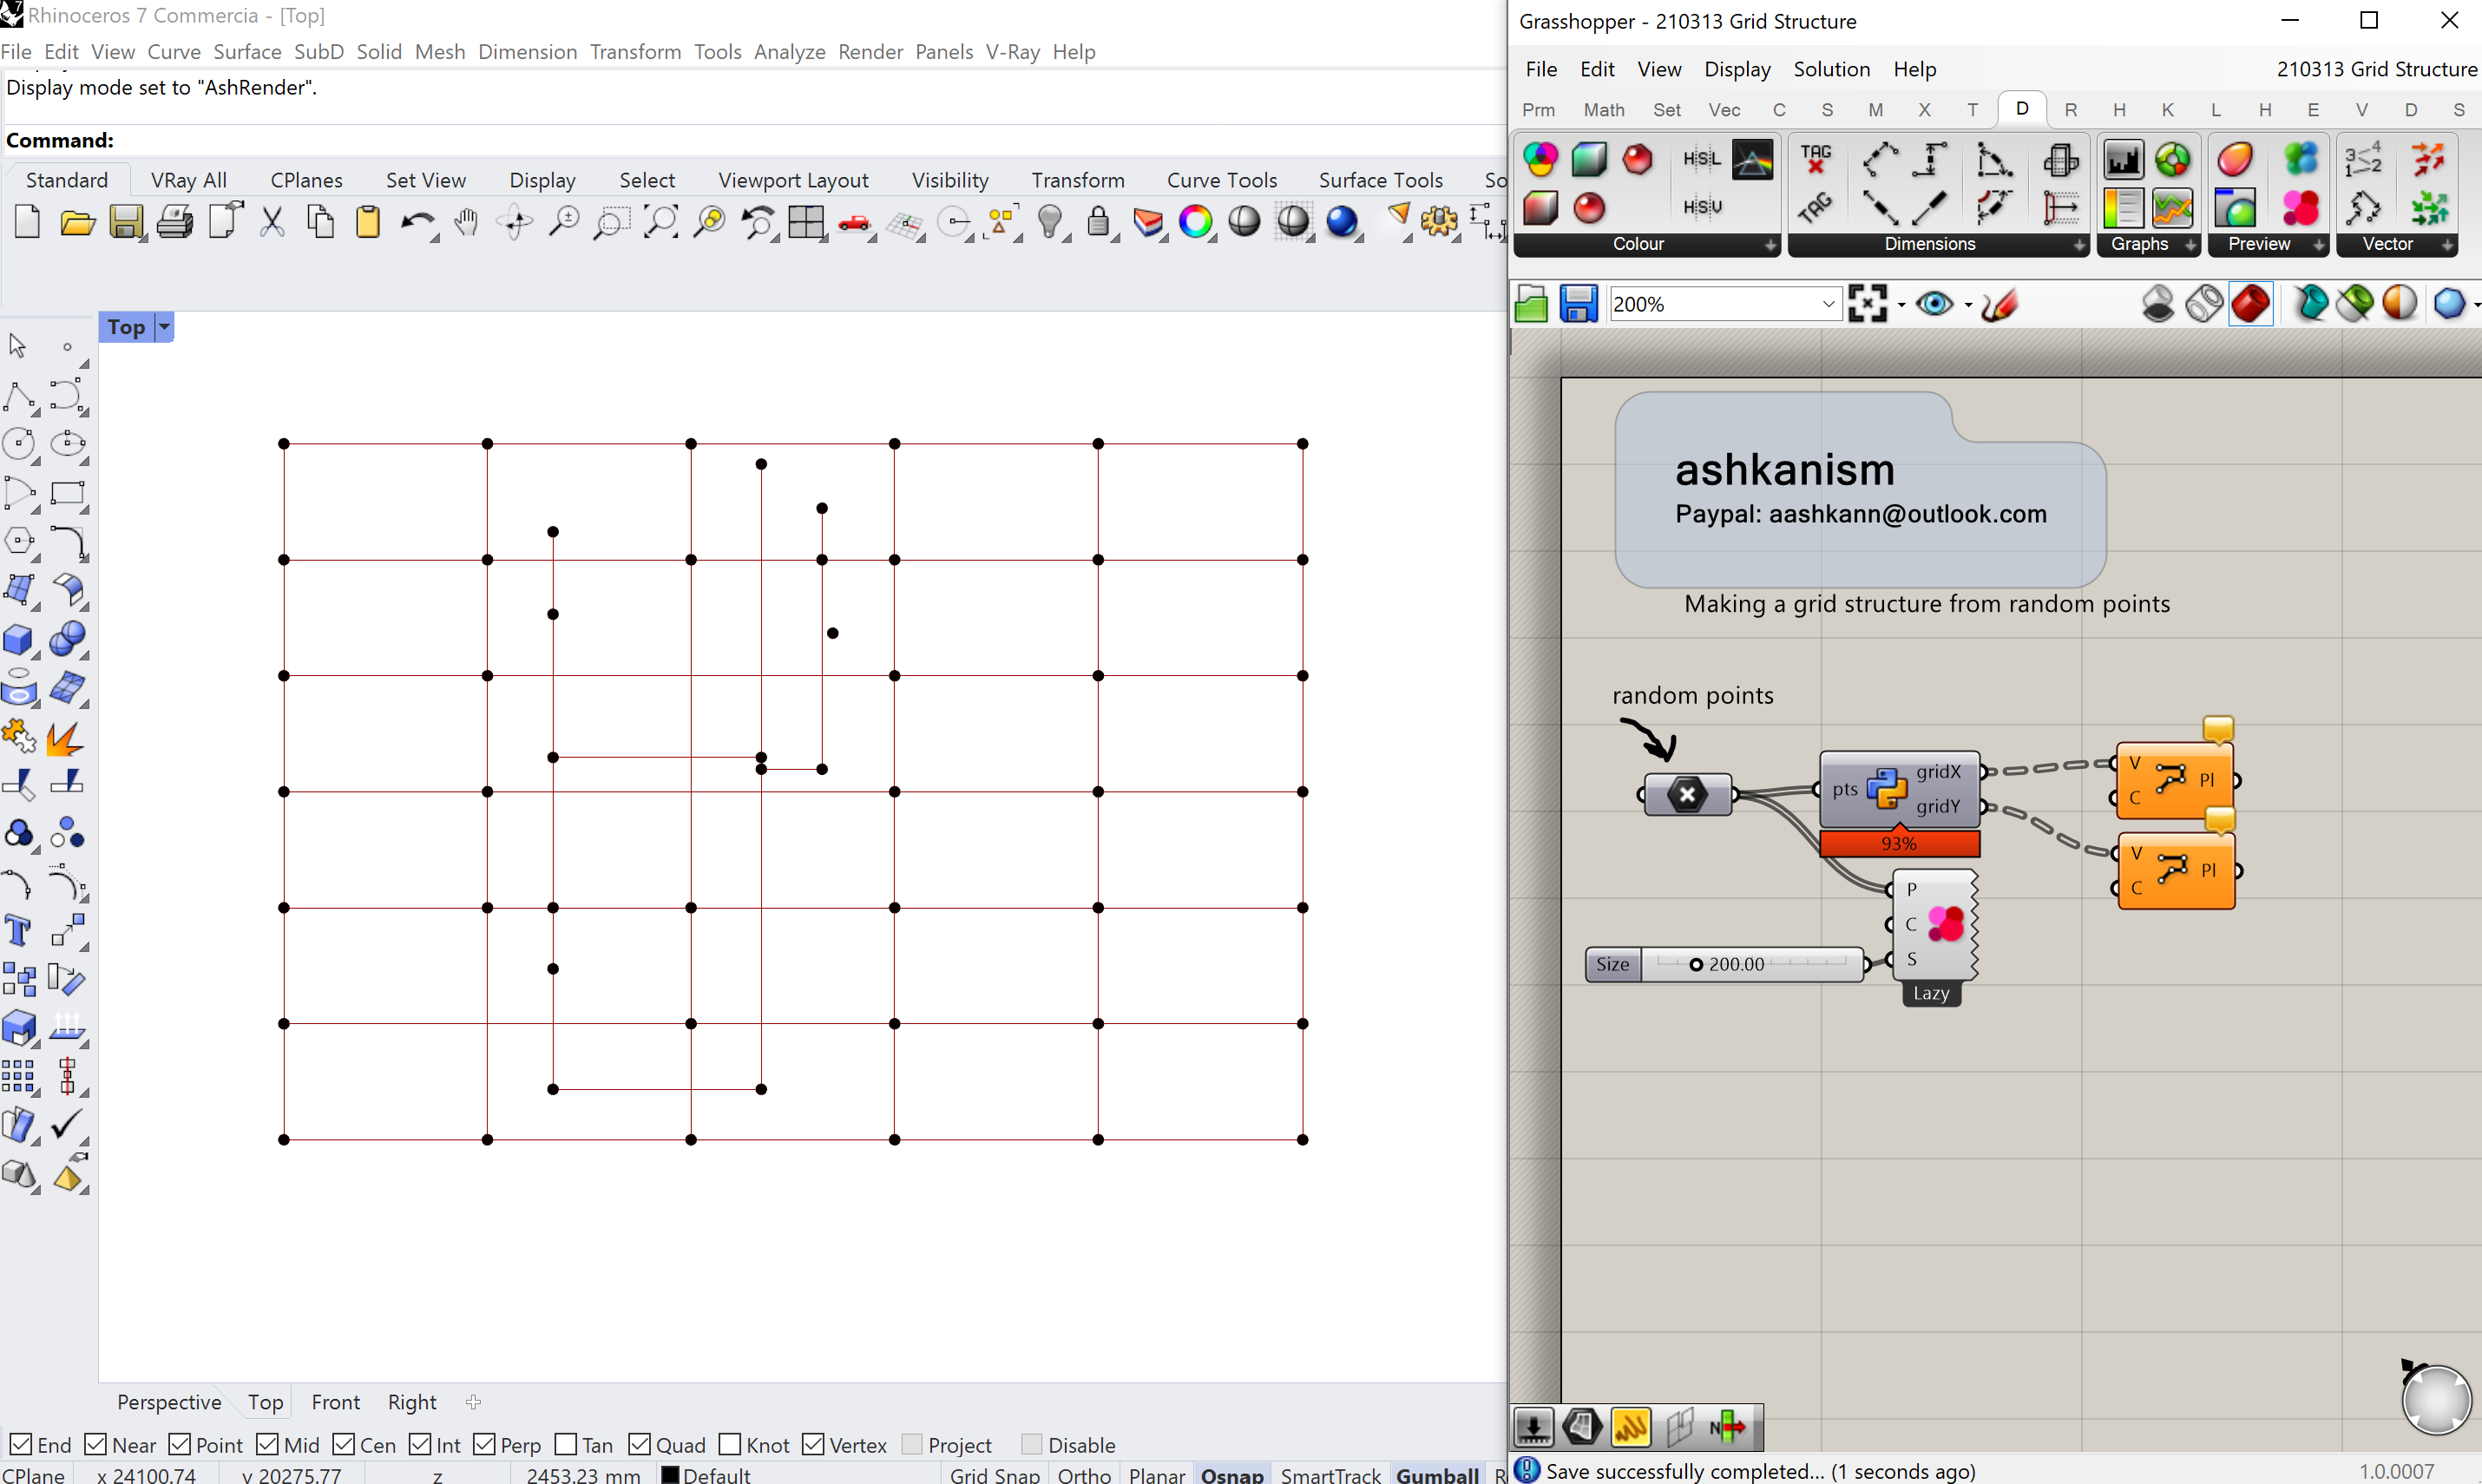 Rhinoceros 7 Commercia - [Top]
File Edit View Curve Surface SubD Solid Mesh Dimension Transform Tools Analyze Render Panels V-Ray Help
Display mode set to "AshRender".
Command:
Standard VRay All CPlanes Set View Display Select Viewport Layout Visibility Transform Curve Tools Surface Tools So
Top
Perspective Top Front Right
End Near Point Mid Cen Int Perp Tan Quad Knot Vertex Project Disable
CPlane x 24100.74 y 20275.77 z 2453.23 mm Default Grid Snap Ortho Planar Osnap SmartTrack Gumball
Grasshopper - 210313 Grid Structure
File Edit View Display Solution Help 210313 Grid Structure
Prm Math Set Vec C S M X T D R H K L H E V D S
H S L TAG
TAG H S V
Colour Dimensions Graphs Preview Vector
200%
ashkanism
Paypal: aashkann@outlook.com
Making a grid structure from random points
random points
pts gridX gridY
93%
V C Pl
V C Pl
P C S
Size 200.00
Lazy
Save successfully completed... (1 seconds ago) 1.0.0007